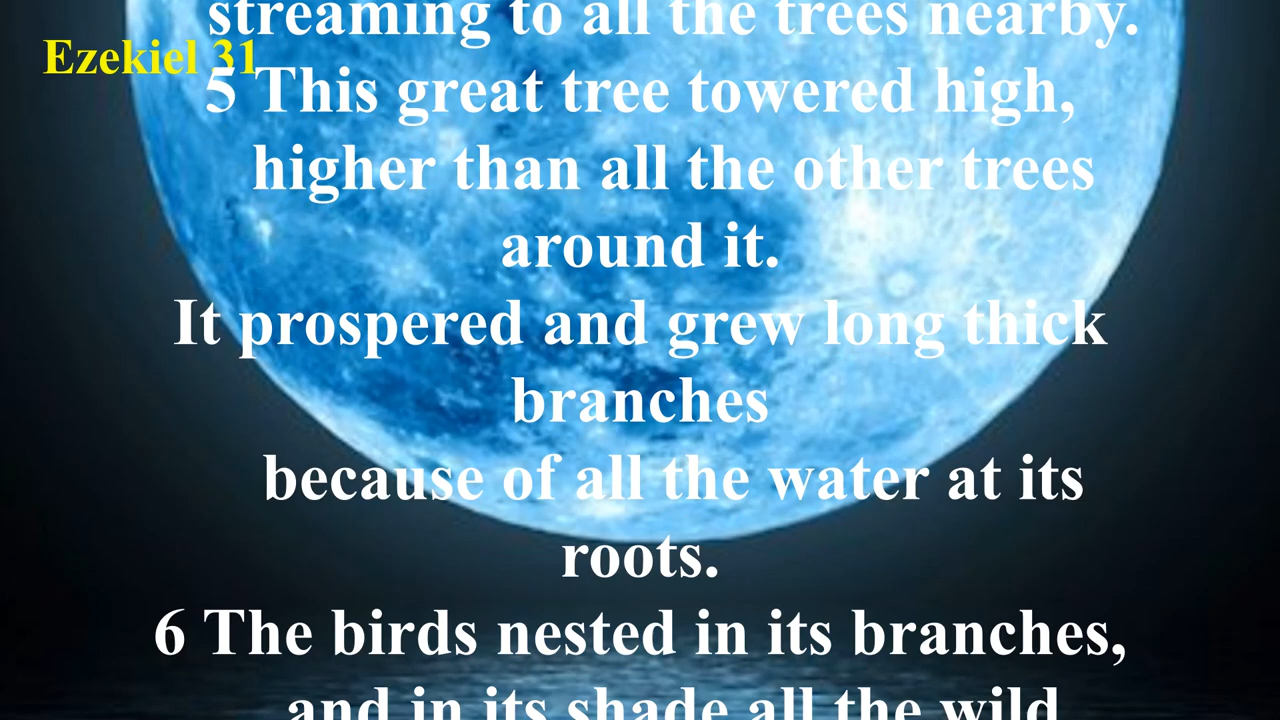 streaming to all the trees nearby.
Ezekiel 31
5 This great tree towered high,
higher than all the other trees
around it.
It prospered and grew long thick
branches
because of all the water at its
roots.
6 The birds nested in its branches,
and in its shade all the wild